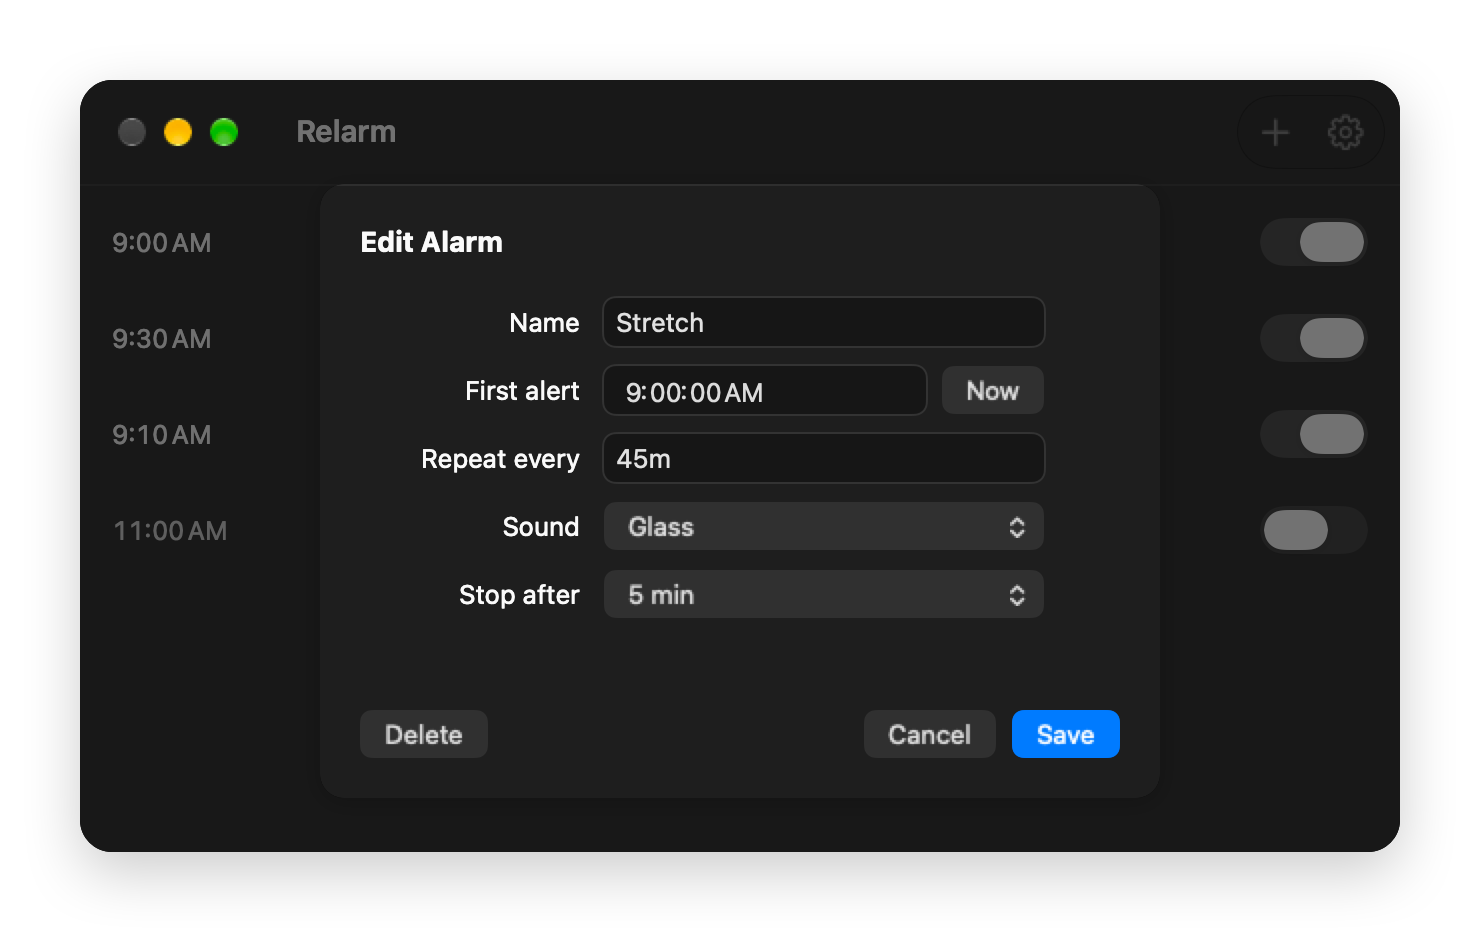 Relarm
9:00 AM
9:30 AM
9:10 AM
11:00 AM
Edit Alarm
Name Stretch
First alert 9:00:00 AM Now
Repeat every 45m
Sound Glass
Stop after 5 min
Delete Cancel Save